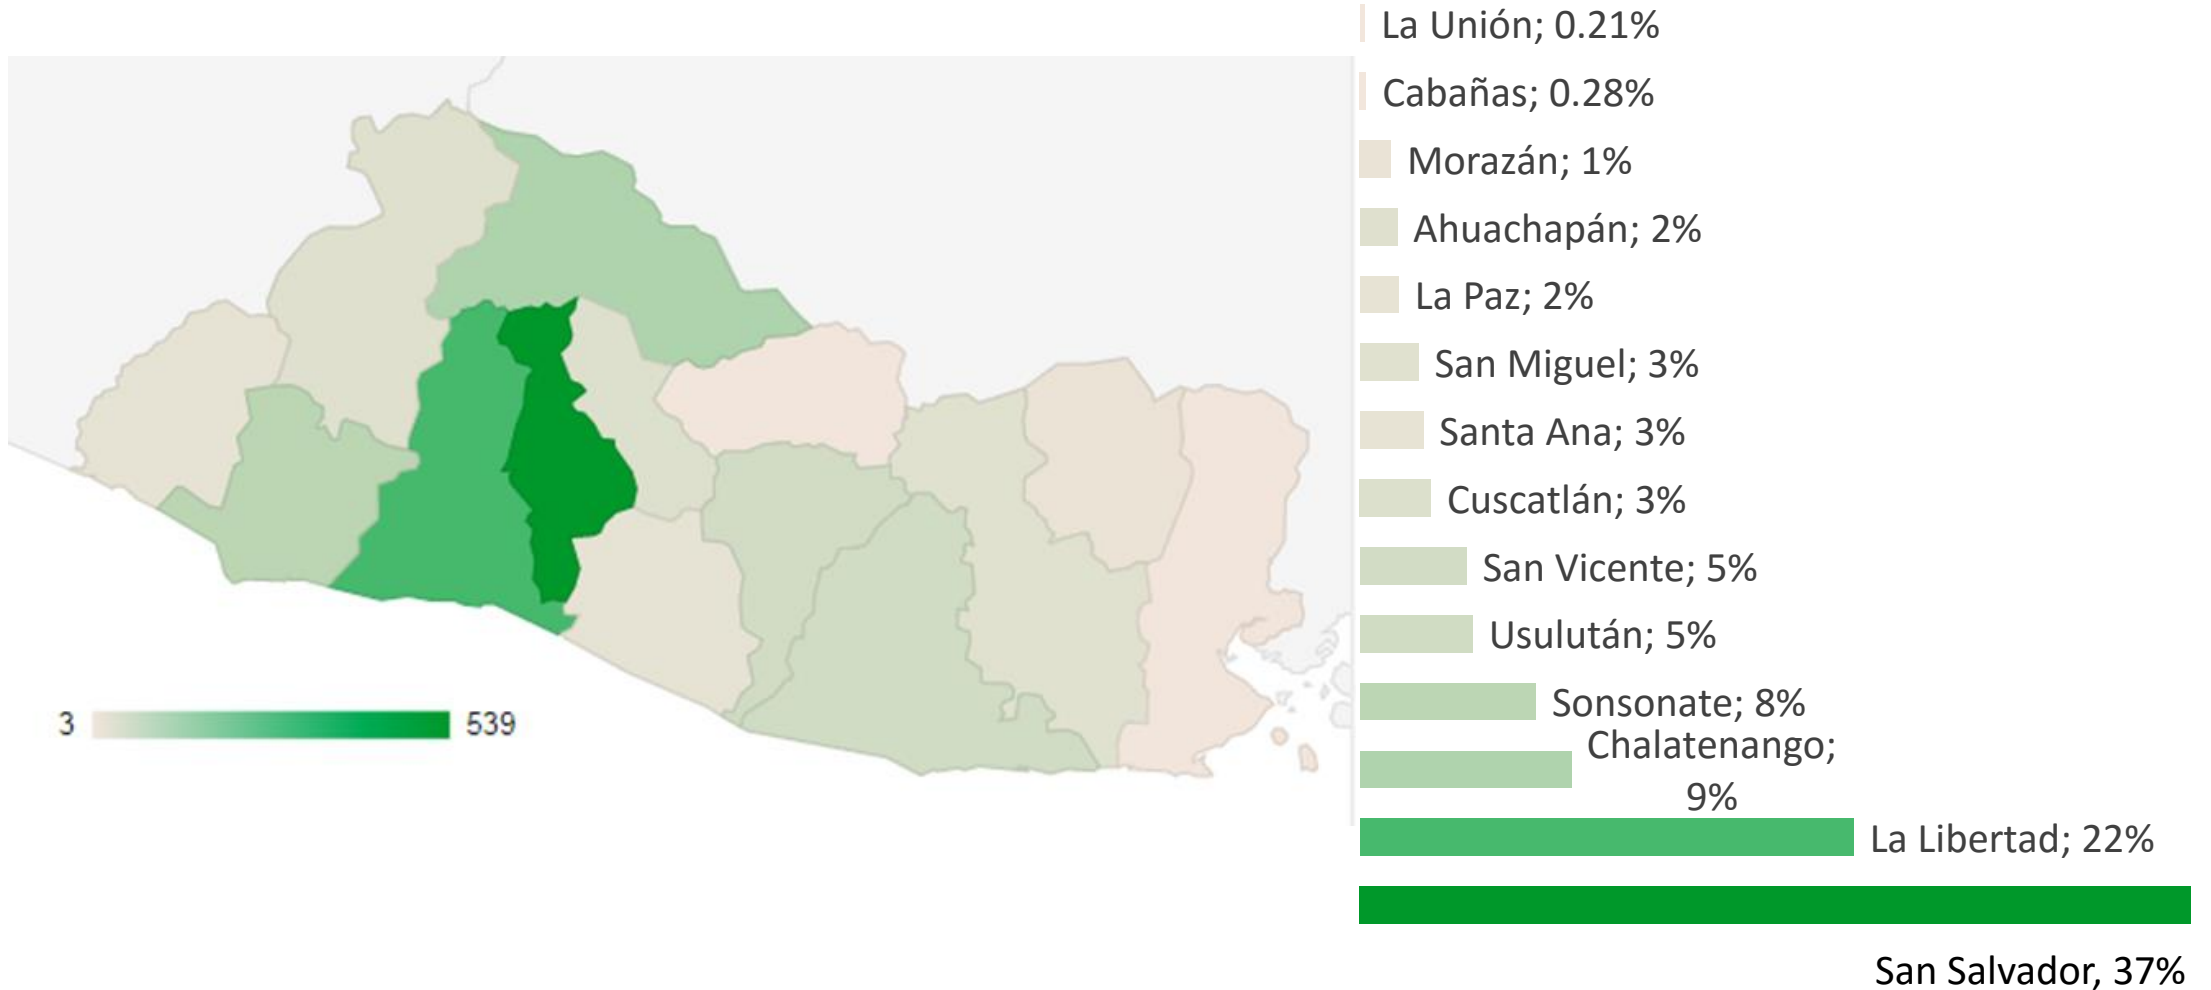 La Unión; 0.21%
Cabañas; 0.28%
Morazán; 1%
Ahuachapán; 2%
La Paz; 2%
San Miguel; 3%
Santa Ana; 3%
Cuscatlán; 3%
San Vicente; 5%
Usulután; 5%
Sonsonate; 8%
Chalatenango;
9%
La Libertad; 22%
San Salvador, 37%
3
539